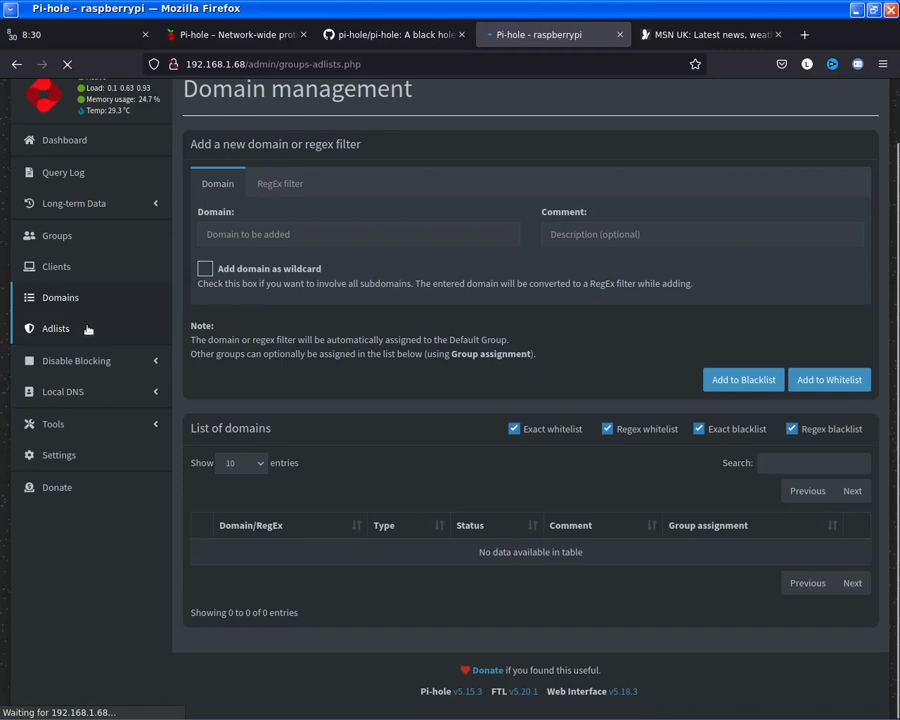 Pi-hole - raspberrypi — Mozilla Firefox
8:30
30
8:30
Pi-hole – Network-wide prot
pi-hole/pi-hole: A black hole
Pi-hole - raspberrypi
MSN UK: Latest news, weath
192.168.1.68/admin/groups-adlists.php
Load: 0.1 0.63 0.93
Memory usage: 24.7 %
Temp: 29.3 °C
Dashboard
Query Log
Long-term Data
Groups
Clients
Domains
Adlists
Disable Blocking
Local DNS
Tools
Settings
Donate
Domain management
Add a new domain or regex filter
Domain RegEx filter
Domain: Comment:
Domain to be added Description (optional)
Add domain as wildcard
Check this box if you want to involve all subdomains. The entered domain will be converted to a RegEx filter while adding.
Note:
The domain or regex filter will be automatically assigned to the Default Group.
Other groups can optionally be assigned in the list below (using Group assignment).
Add to Blacklist Add to Whitelist
List of domains Exact whitelist Regex whitelist Exact blacklist Regex blacklist
Show 10 entries Search:
Previous Next
Domain/RegEx Type Status Comment Group assignment
No data available in table
Previous Next
Showing 0 to 0 of 0 entries
Donate if you found this useful.
Pi-hole v5.15.3 FTL v5.20.1 Web Interface v5.18.3
Waiting for 192.168.1.68...